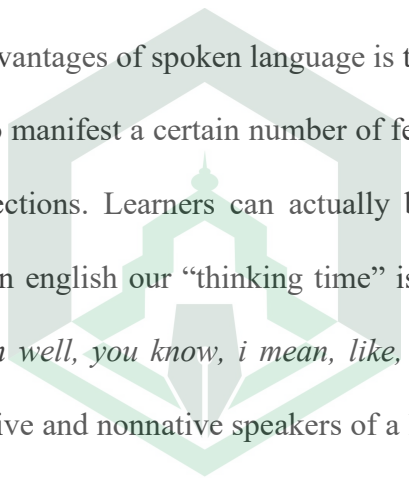 vantages of spoken language is t
manifest a certain number of fe
ections. Learners can actually b
n english our “thinking time” is
well, you know, i mean, like,
ive and nonnative speakers of a